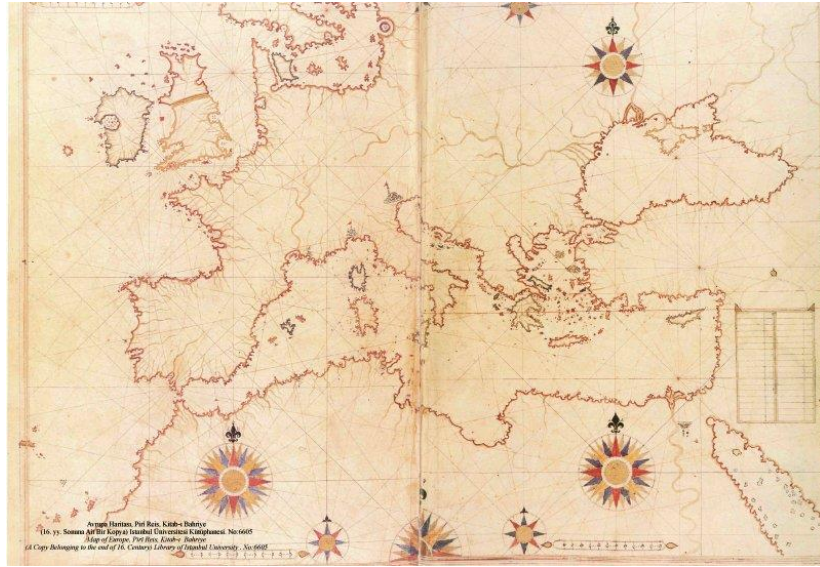 Avrupa Haritası, Piri Reis, Kitab-ı Bahriye
(16. yy. Sonuna Ait Bir Kopya) İstanbul Üniversitesi Kütüphanesi. No:6605
Map of Europe, Piri Reis, Kitab-ı Bahriye
(A Copy Belonging to the end of 16. Century) Library of Istanbul University, No:6605